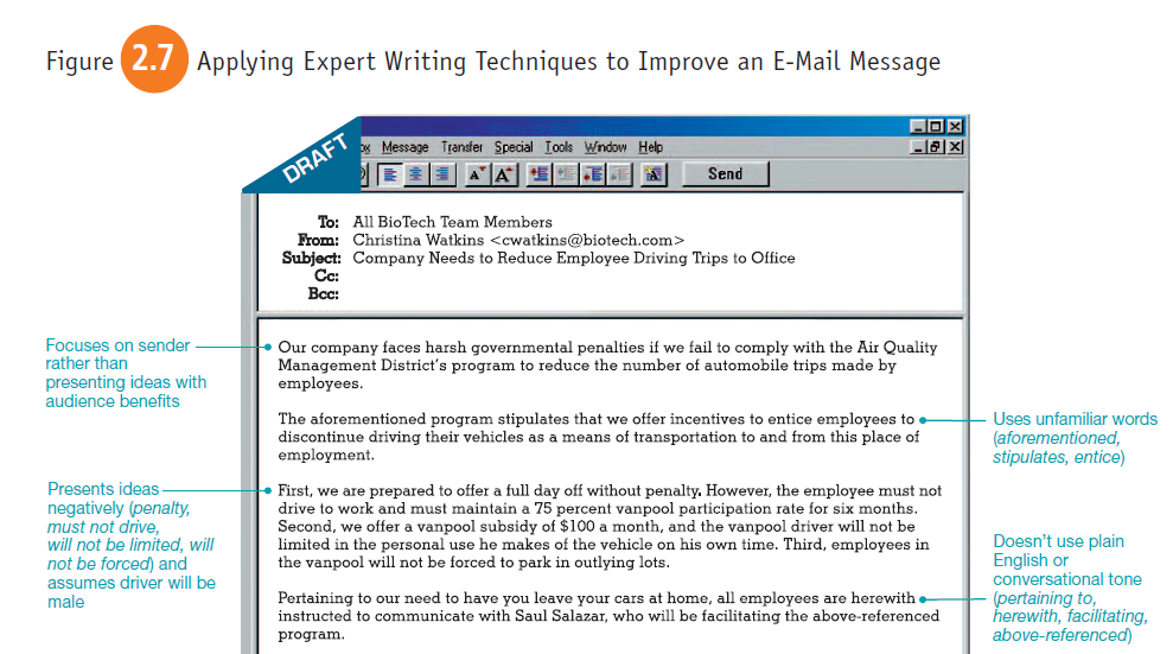 Figure 2.7 Applying Expert Writing Techniques to Improve an E-Mail Message
DRAFT
Message Transfer Special Tools Window Help
A A A Send
To: All BioTech Team Members
From: Christina Watkins <cwatkins@biotech.com>
Subject: Company Needs to Reduce Employee Driving Trips to Office
Cc:
Bcc:
Focuses on sender
rather than
presenting ideas with
audience benefits
Our company faces harsh governmental penalties if we fail to comply with the Air Quality
Management District's program to reduce the number of automobile trips made by
employees.
The aforementioned program stipulates that we offer incentives to entice employees to
discontinue driving their vehicles as a means of transportation to and from this place of
employment.
Uses unfamiliar words
(aforementioned,
stipulates, entice)
Presents ideas
negatively (penalty,
must not drive,
will not be limited, will
not be forced) and
assumes driver will be
male
First, we are prepared to offer a full day off without penalty. However, the employee must not
drive to work and must maintain a 75 percent vanpool participation rate for six months.
Second, we offer a vanpool subsidy of $100 a month, and the vanpool driver will not be
limited in the personal use he makes of the vehicle on his own time. Third, employees in
the vanpool will not be forced to park in outlying lots.
Pertaining to our need to have you leave your cars at home, all employees are herewith
instructed to communicate with Saul Salazar, who will be facilitating the above-referenced
program.
Doesn't use plain
English or
conversational tone
(pertaining to,
herewith, facilitating,
above-referenced)